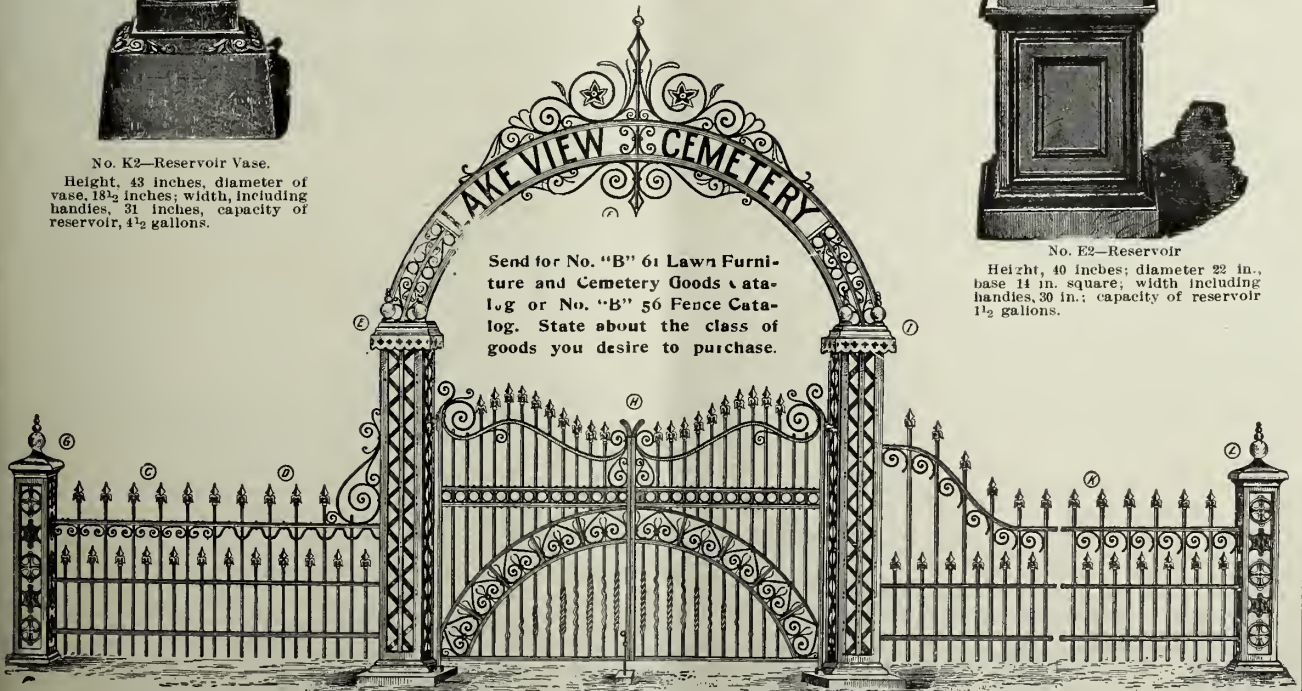 No. K2—Reservoir Vase.
Height, 43 inches, diameter of
vase, 18½ inches; width, including
handies, 31 inches, capacity of
reservoir, 4½ gallons.
No. E2—Reservoir
Height, 40 inches; diameter 22 in.,
base 14 in. square; width including
handies, 30 in.; capacity of reservoir
1½ gallons.
LAKE VIEW CEMETERY
Send for No. "B" 61 Lawn Furni-
ture and Cemetery Goods Cata-
log or No. "B" 56 Fence Cata-
log. State about the class of
goods you desire to purchase.
E
I
H
G
C
D
K
L